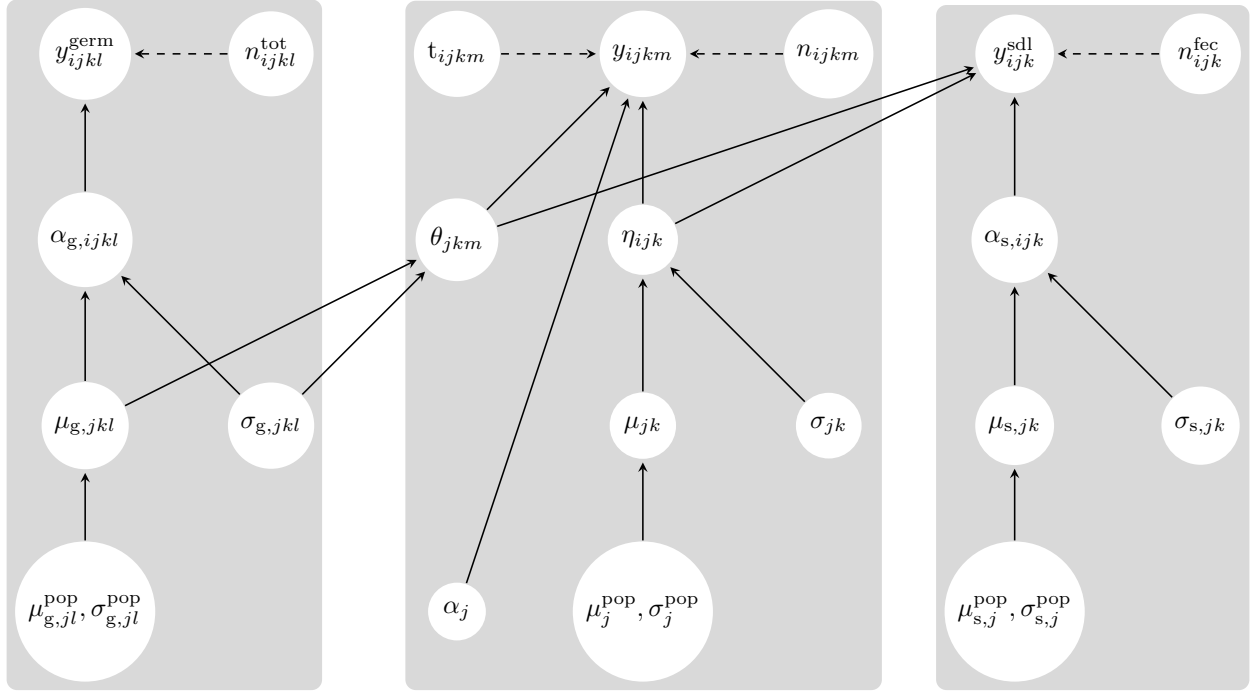 y_{ijkl}^{germ} n_{ijkl}^{tot} t_{ijkm} y_{ijkm} n_{ijkm} y_{ijk}^{sdl} n_{ijk}^{fec}
α_{g,ijkl} θ_{jkm} η_{ijk} α_{s,ijk}
μ_{g,jkl} σ_{g,jkl} μ_{jk} σ_{jk} μ_{s,jk} σ_{s,jk}
μ_{g,jl}^{pop}, σ_{g,jl}^{pop} α_j μ_j^{pop}, σ_j^{pop} μ_{s,j}^{pop}, σ_{s,j}^{pop}